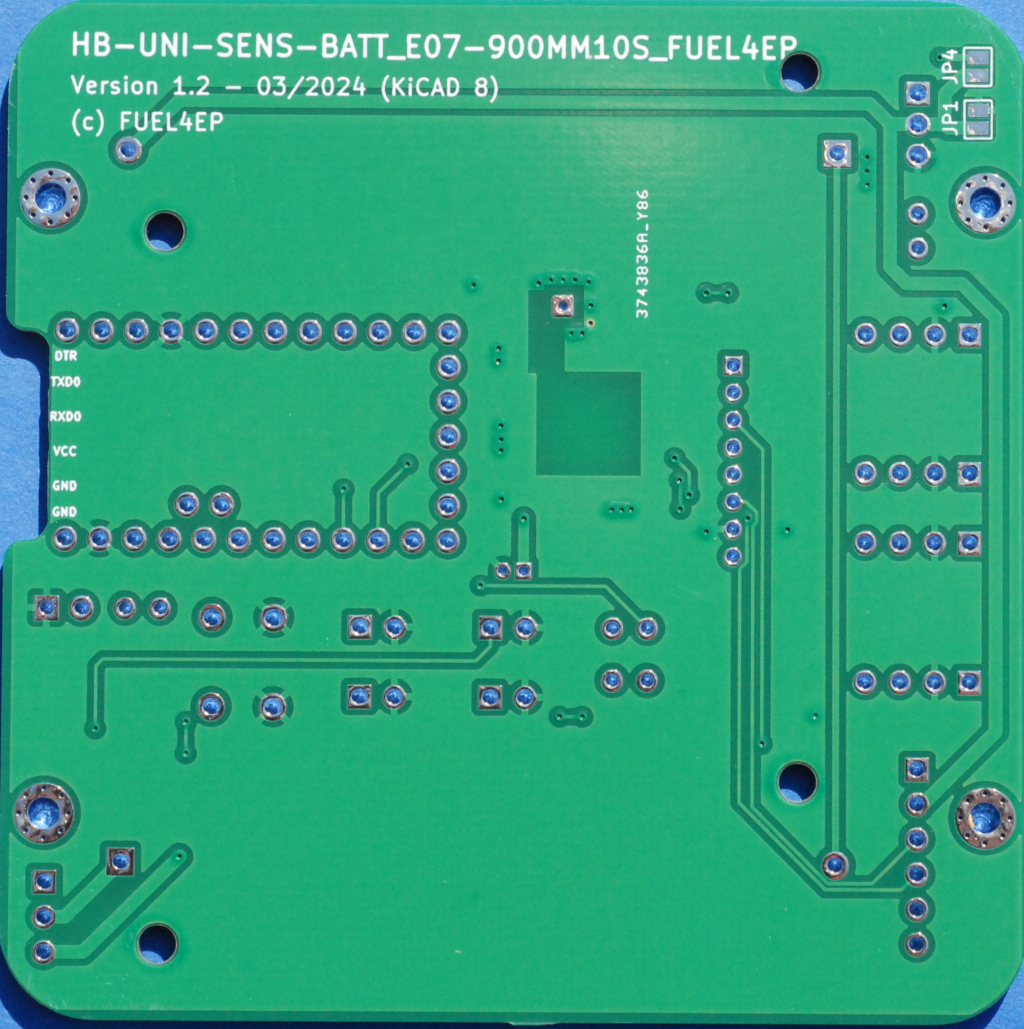 HB-UNI-SENS-BATT_E07-900MM10S_FUEL4EP
Version 1.2 - 03/2024 (KiCAD 8)
(c) FUEL4EP
JP4
JP1
3743836A_Y86
DTR
TXD0
RXD0
VCC
GND
GND